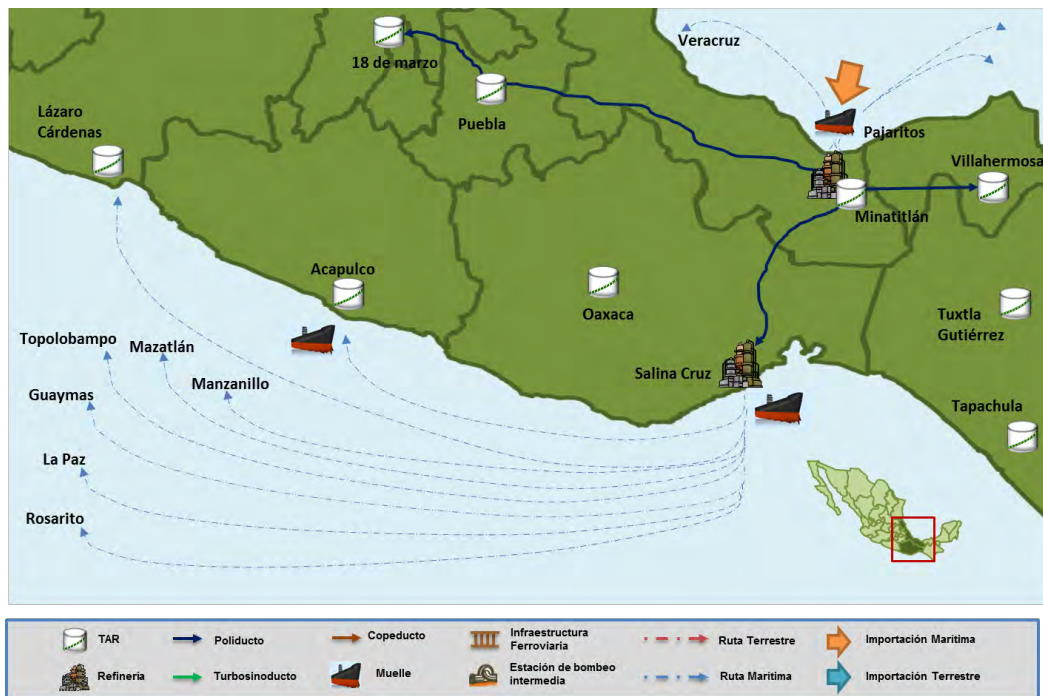 Veracruz
18 de marzo
Puebla
Pajaritos
Lázaro
Cárdenas
Villahermosa
Minatitlán
Acapulco
Oaxaca
Tuxtla
Gutiérrez
Topolobampo
Mazatlán
Manzanillo
Salina Cruz
Guaymas
Tapachula
La Paz
Rosarito
TAR
Poliducto
Copeducto
Infraestructura
Ferroviaria
Ruta Terrestre
Importación Marítima
Refinería
Turbosinoducto
Muelle
Estación de bombeo
intermedia
Ruta Marítima
Importación Terrestre